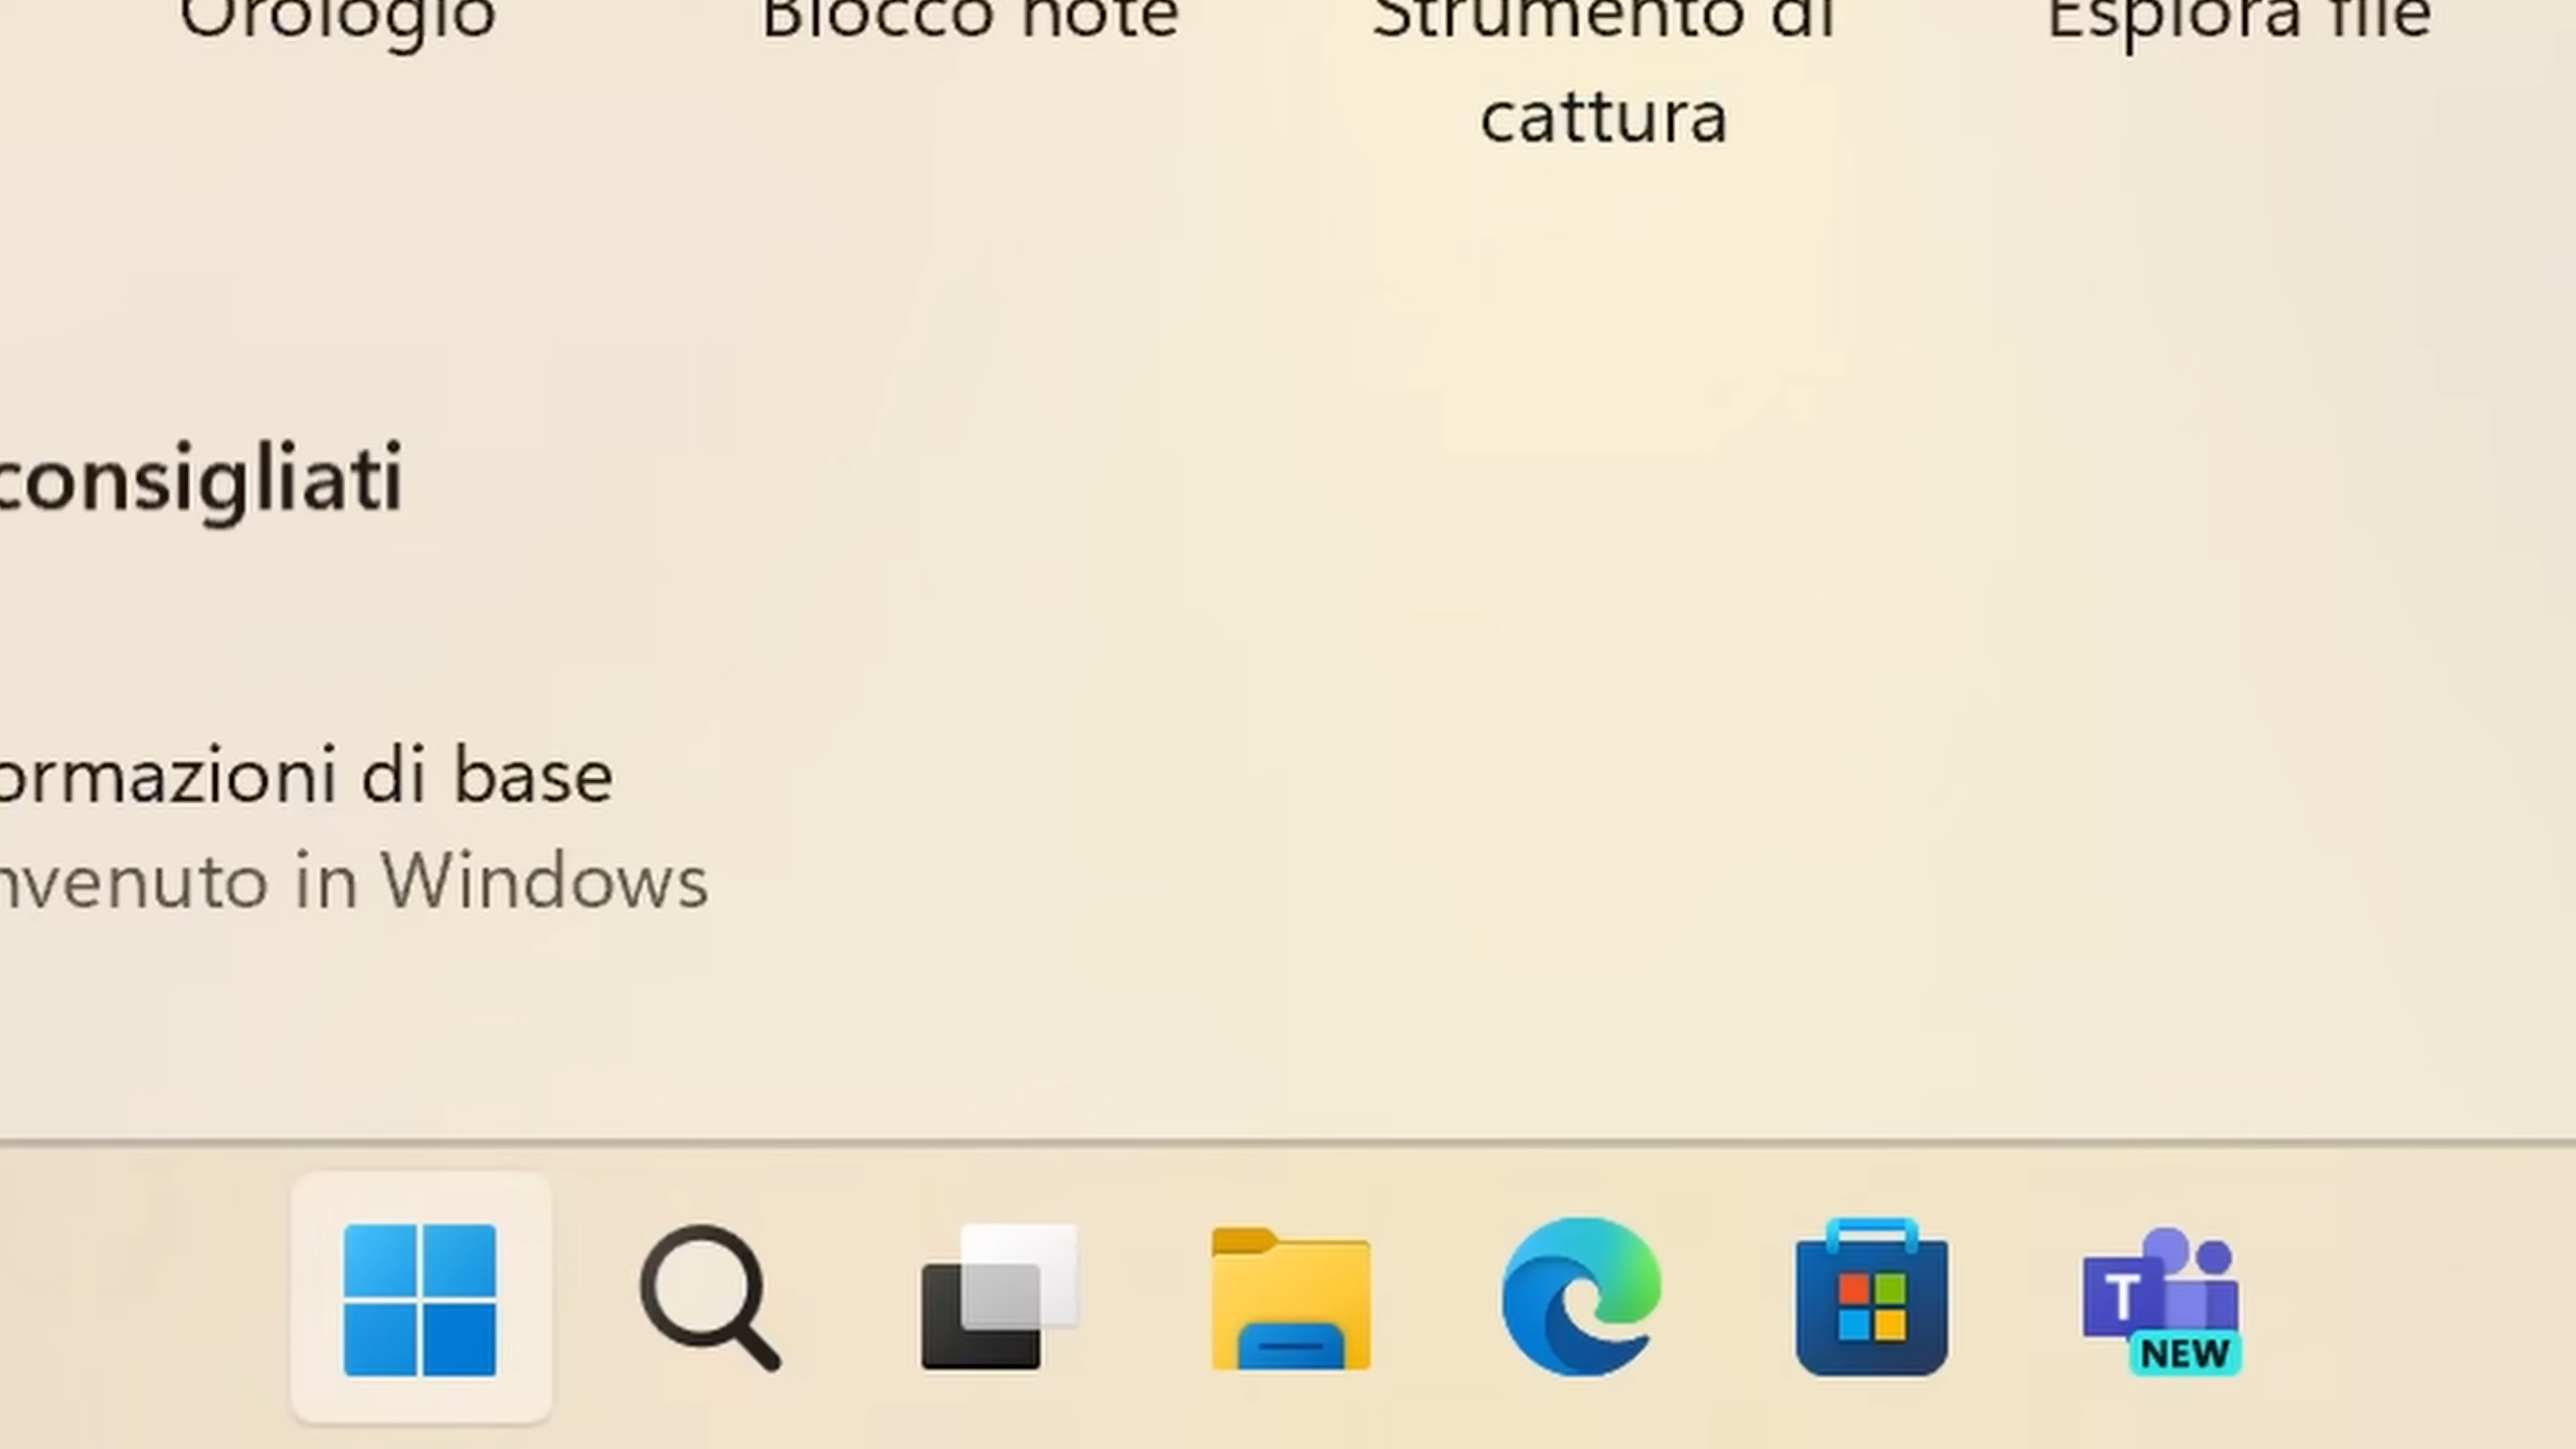 Orologio
Blocco note
Strumento di
cattura
Esplora file
consigliati
ormazioni di base
nvenuto in Windows
T
NEW